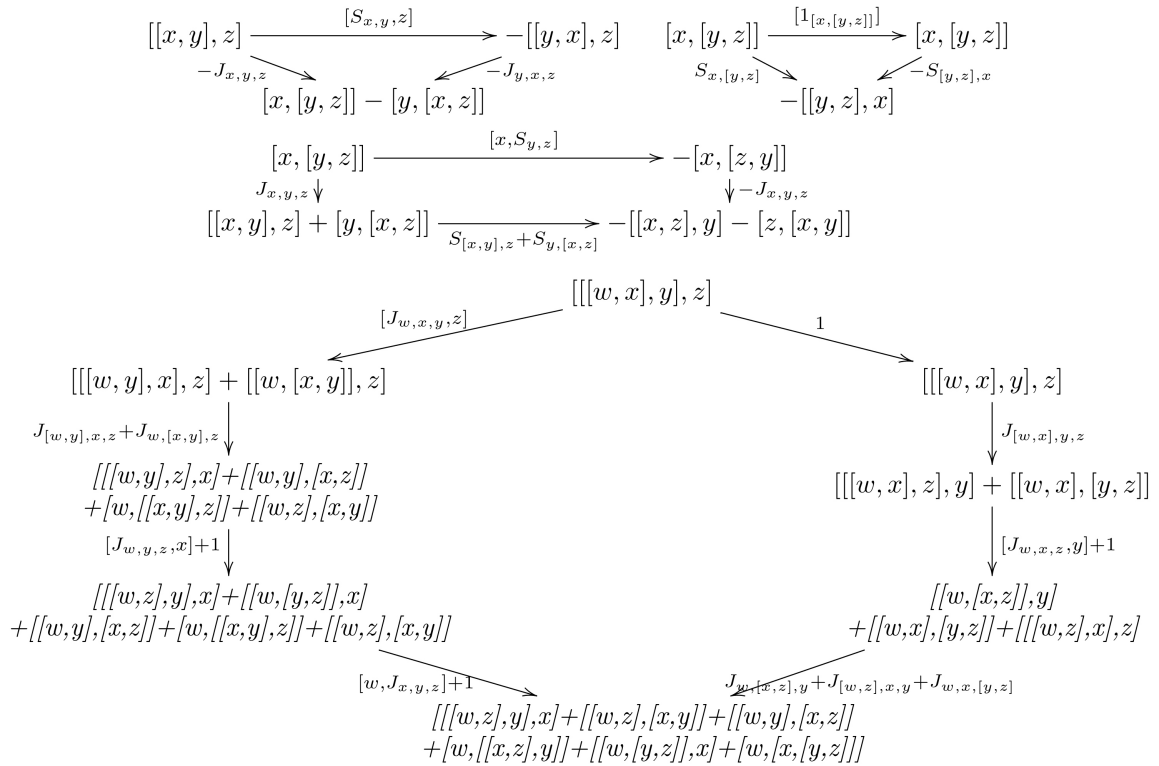 [S_{x,y},z]
[1_{[x,[y,z]]}]
[[x, y], z]
−[[y, x], z]
[x, [y, z]]
[x, [y, z]]
−J_{x,y,z}
−J_{y,x,z}
S_{x,[y,z]}
−S_{[y,z],x}
[x, [y, z]] − [y, [x, z]]
−[[y, z], x]
[x,S_{y,z}]
[x, [y, z]]
−[x, [z, y]]
J_{x,y,z}
−J_{x,y,z}
[[x, y], z] + [y, [x, z]]
−[[x, z], y] − [z, [x, y]]
S_{[x,y],z}+S_{y,[x,z]}
[[[w, x], y], z]
[J_{w,x,y},z]
1
[[[w, y], x], z] + [[w, [x, y]], z]
[[[w, x], y], z]
J_{[w,y],x,z}+J_{w,[x,y],z}
J_{[w,x],y,z}
[[[w,y],z],x]+[[w,y],[x,z]]
+[w,[[x,y],z]]+[[w,z],[x,y]]
[[[w, x], z], y] + [[w, x], [y, z]]
[J_{w,y,z},x]+1
[J_{w,x,z},y]+1
[[[w,z],y],x]+[[w,[y,z]],x]
+[[w,y],[x,z]]+[w,[[x,y],z]]+[[w,z],[x,y]]
[[w,[x,z]],y]
+[[w,x],[y,z]]+[[[w,z],x],z]
[w,J_{x,y,z}]+1
J_{w,[x,z],y}+J_{[w,z],x,y}+J_{w,x,[y,z]}
[[[w,z],y],x]+[[w,z],[x,y]]+[[w,y],[x,z]]
+[w,[[x,z],y]]+[[w,[y,z]],x]+[w,[x,[y,z]]]